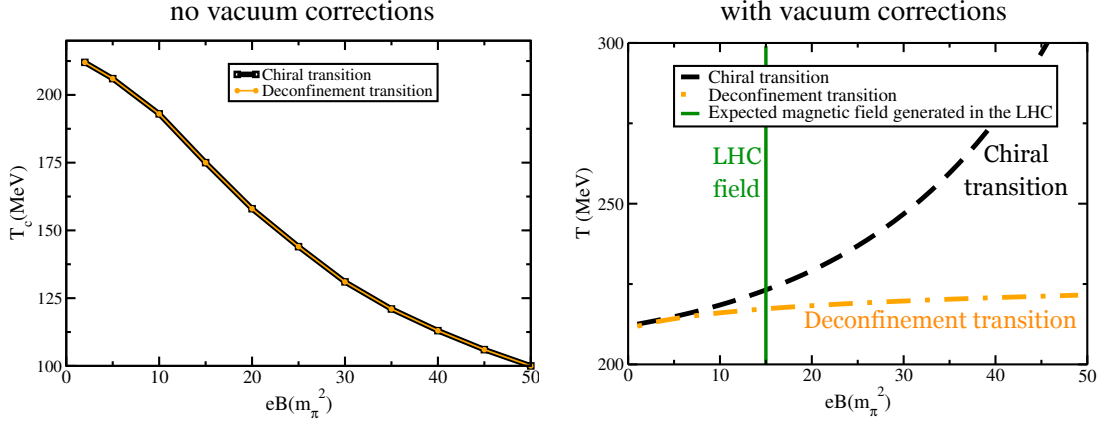 no vacuum corrections
Chiral transition
Deconfinement transition
T_c(MeV)
200
175
150
125
100
0
10
20
30
40
50
eB(m_π^2)
with vacuum corrections
Chiral transition
Deconfinement transition
Expected magnetic field generated in the LHC
LHC
field
Chiral
transition
Deconfinement transition
T (MeV)
300
250
200
0
10
20
30
40
50
eB(m_π^2)